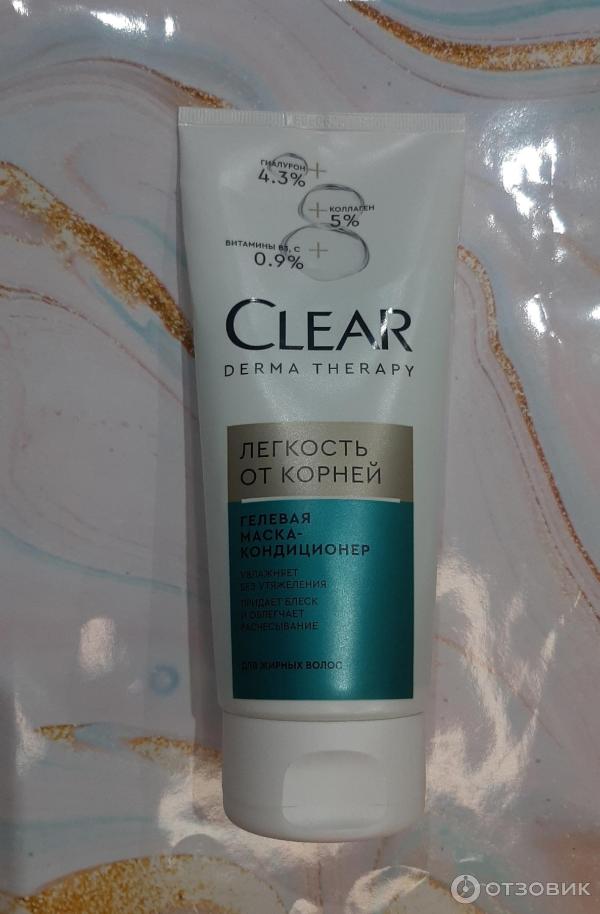 ГИАЛУРОН +
4.3%
+ КОЛЛАГЕН
5%
ВИТАМИНЫ B3, C +
0.9%
CLEAR
DERMA THERAPY
ЛЕГКОСТЬ
ОТ КОРНЕЙ
ГЕЛЕВАЯ
МАСКА-
КОНДИЦИОНЕР
УВЛАЖНЯЕТ
БЕЗ УТЯЖЕЛЕНИЯ
ПРИДАЕТ БЛЕСК
И ОБЛЕГЧАЕТ
РАСЧЕСЫВАНИЕ
ДЛЯ ЖИРНЫХ ВОЛОС
ОТЗОВИК